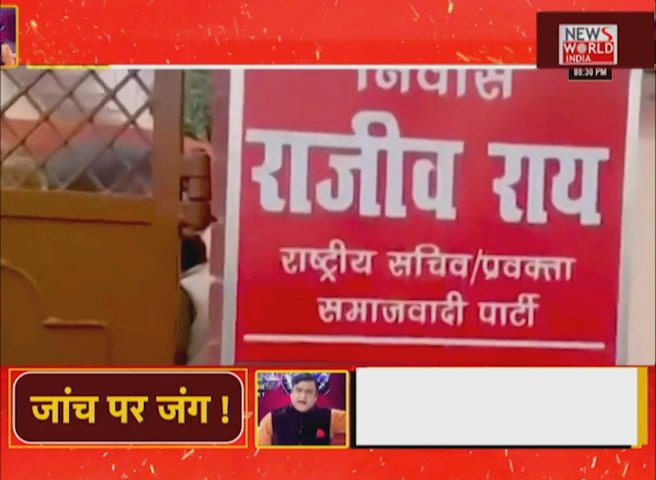 NEWS
WORLD
INDIA
08:30 PM
निवास
राजीव राय
राष्ट्रीय सचिव/प्रवक्ता
समाजवादी पार्टी
जांच पर जंग !